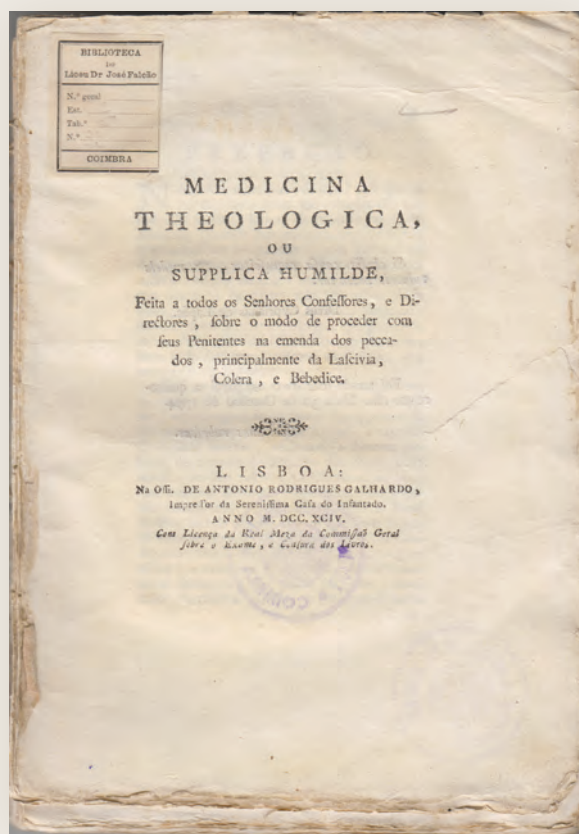 BIBLIOTECA
DO
Liceu Dr José Falcão
N.º geral
Est.
Tab.ª
N.º
COIMBRA
MEDICINA
THEOLOGICA,
OU
SUPPLICA HUMILDE,
Feita a todos os Senhores Confeſſores, e Di-
rectores, ſobre o modo de proceder com
ſeus Penitentes na emenda dos pecca-
dos, principalmente da Laſcivia,
Colera, e Bebedice.
LISBOA:
Na Offi. DE ANTONIO RODRIGUES GALHARDO,
Impreſſor da Sereniſſima Caſa do Infantado.
ANNO M. DCC. XCIV.
Com Licença da Real Meza da Commiſſaõ Geral
ſobre o Exame, e Cenſura dos Livros.